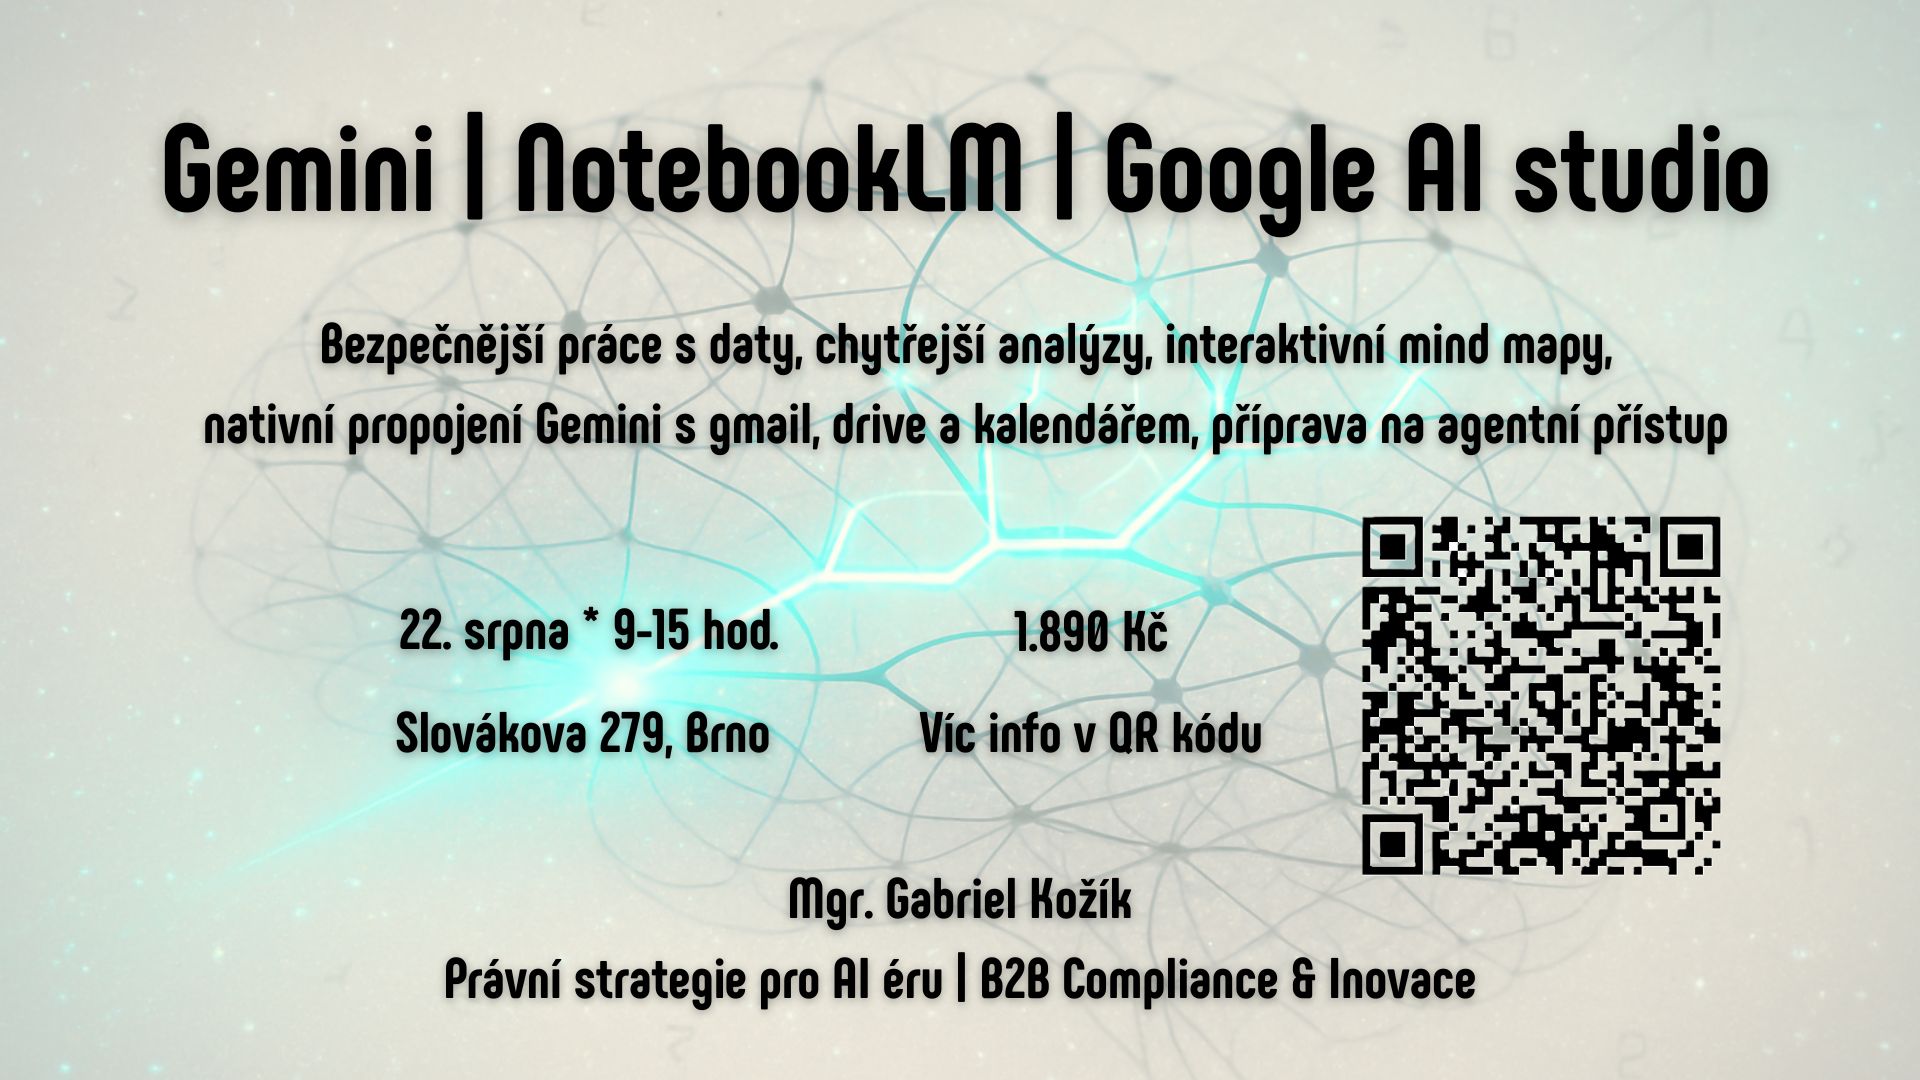 Gemini | NotebookLM | Google AI studio
Bezpečnější práce s daty, chytřejší analýzy, interaktivní mind mapy,
nativní propojení Gemini s gmail, drive a kalendářem, příprava na agentní přístup
22. srpna * 9-15 hod.
1.890 Kč
Slovákova 279, Brno
Víc info v QR kódu
Mgr. Gabriel Kožík
Právní strategie pro AI éru | B2B Compliance & Inovace